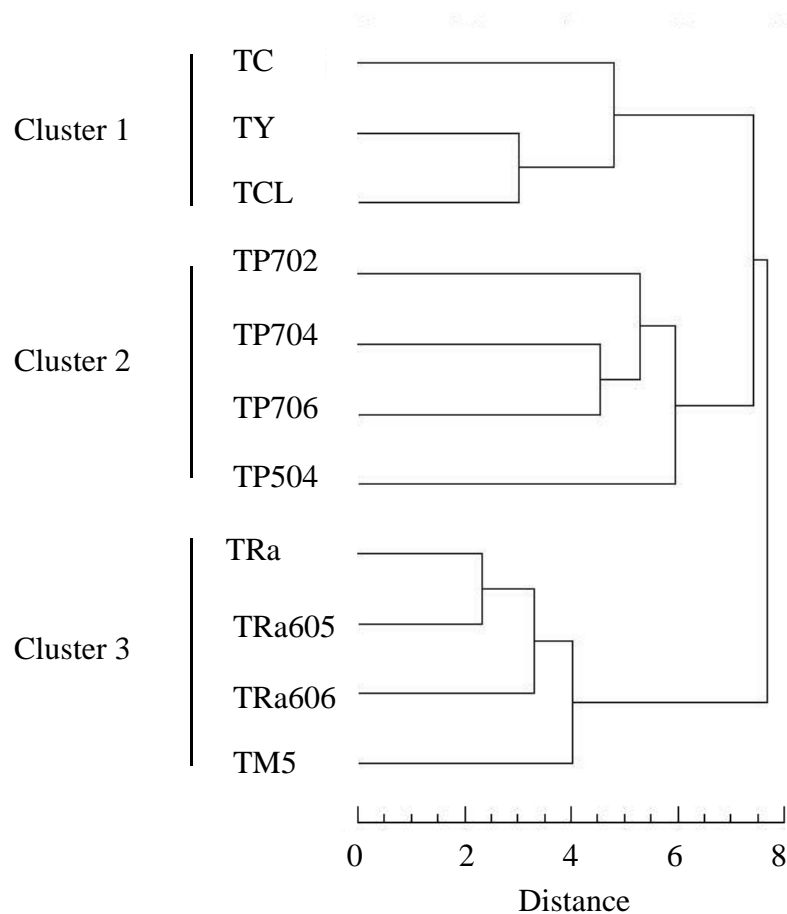 TC
Cluster 1
TY
TCL
TP702
TP704
Cluster 2
TP706
TP504
TRa
TRa605
Cluster 3
TRa606
TM5
0 2 4 6 8
Distance